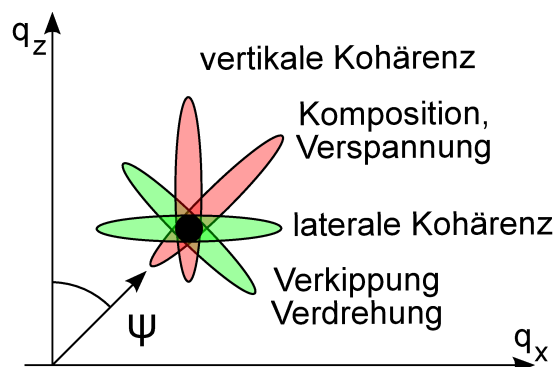 q_z
vertikale Kohärenz
Komposition,
Verspannung
laterale Kohärenz
Verkippung
Verdrehung
Ψ
q_x